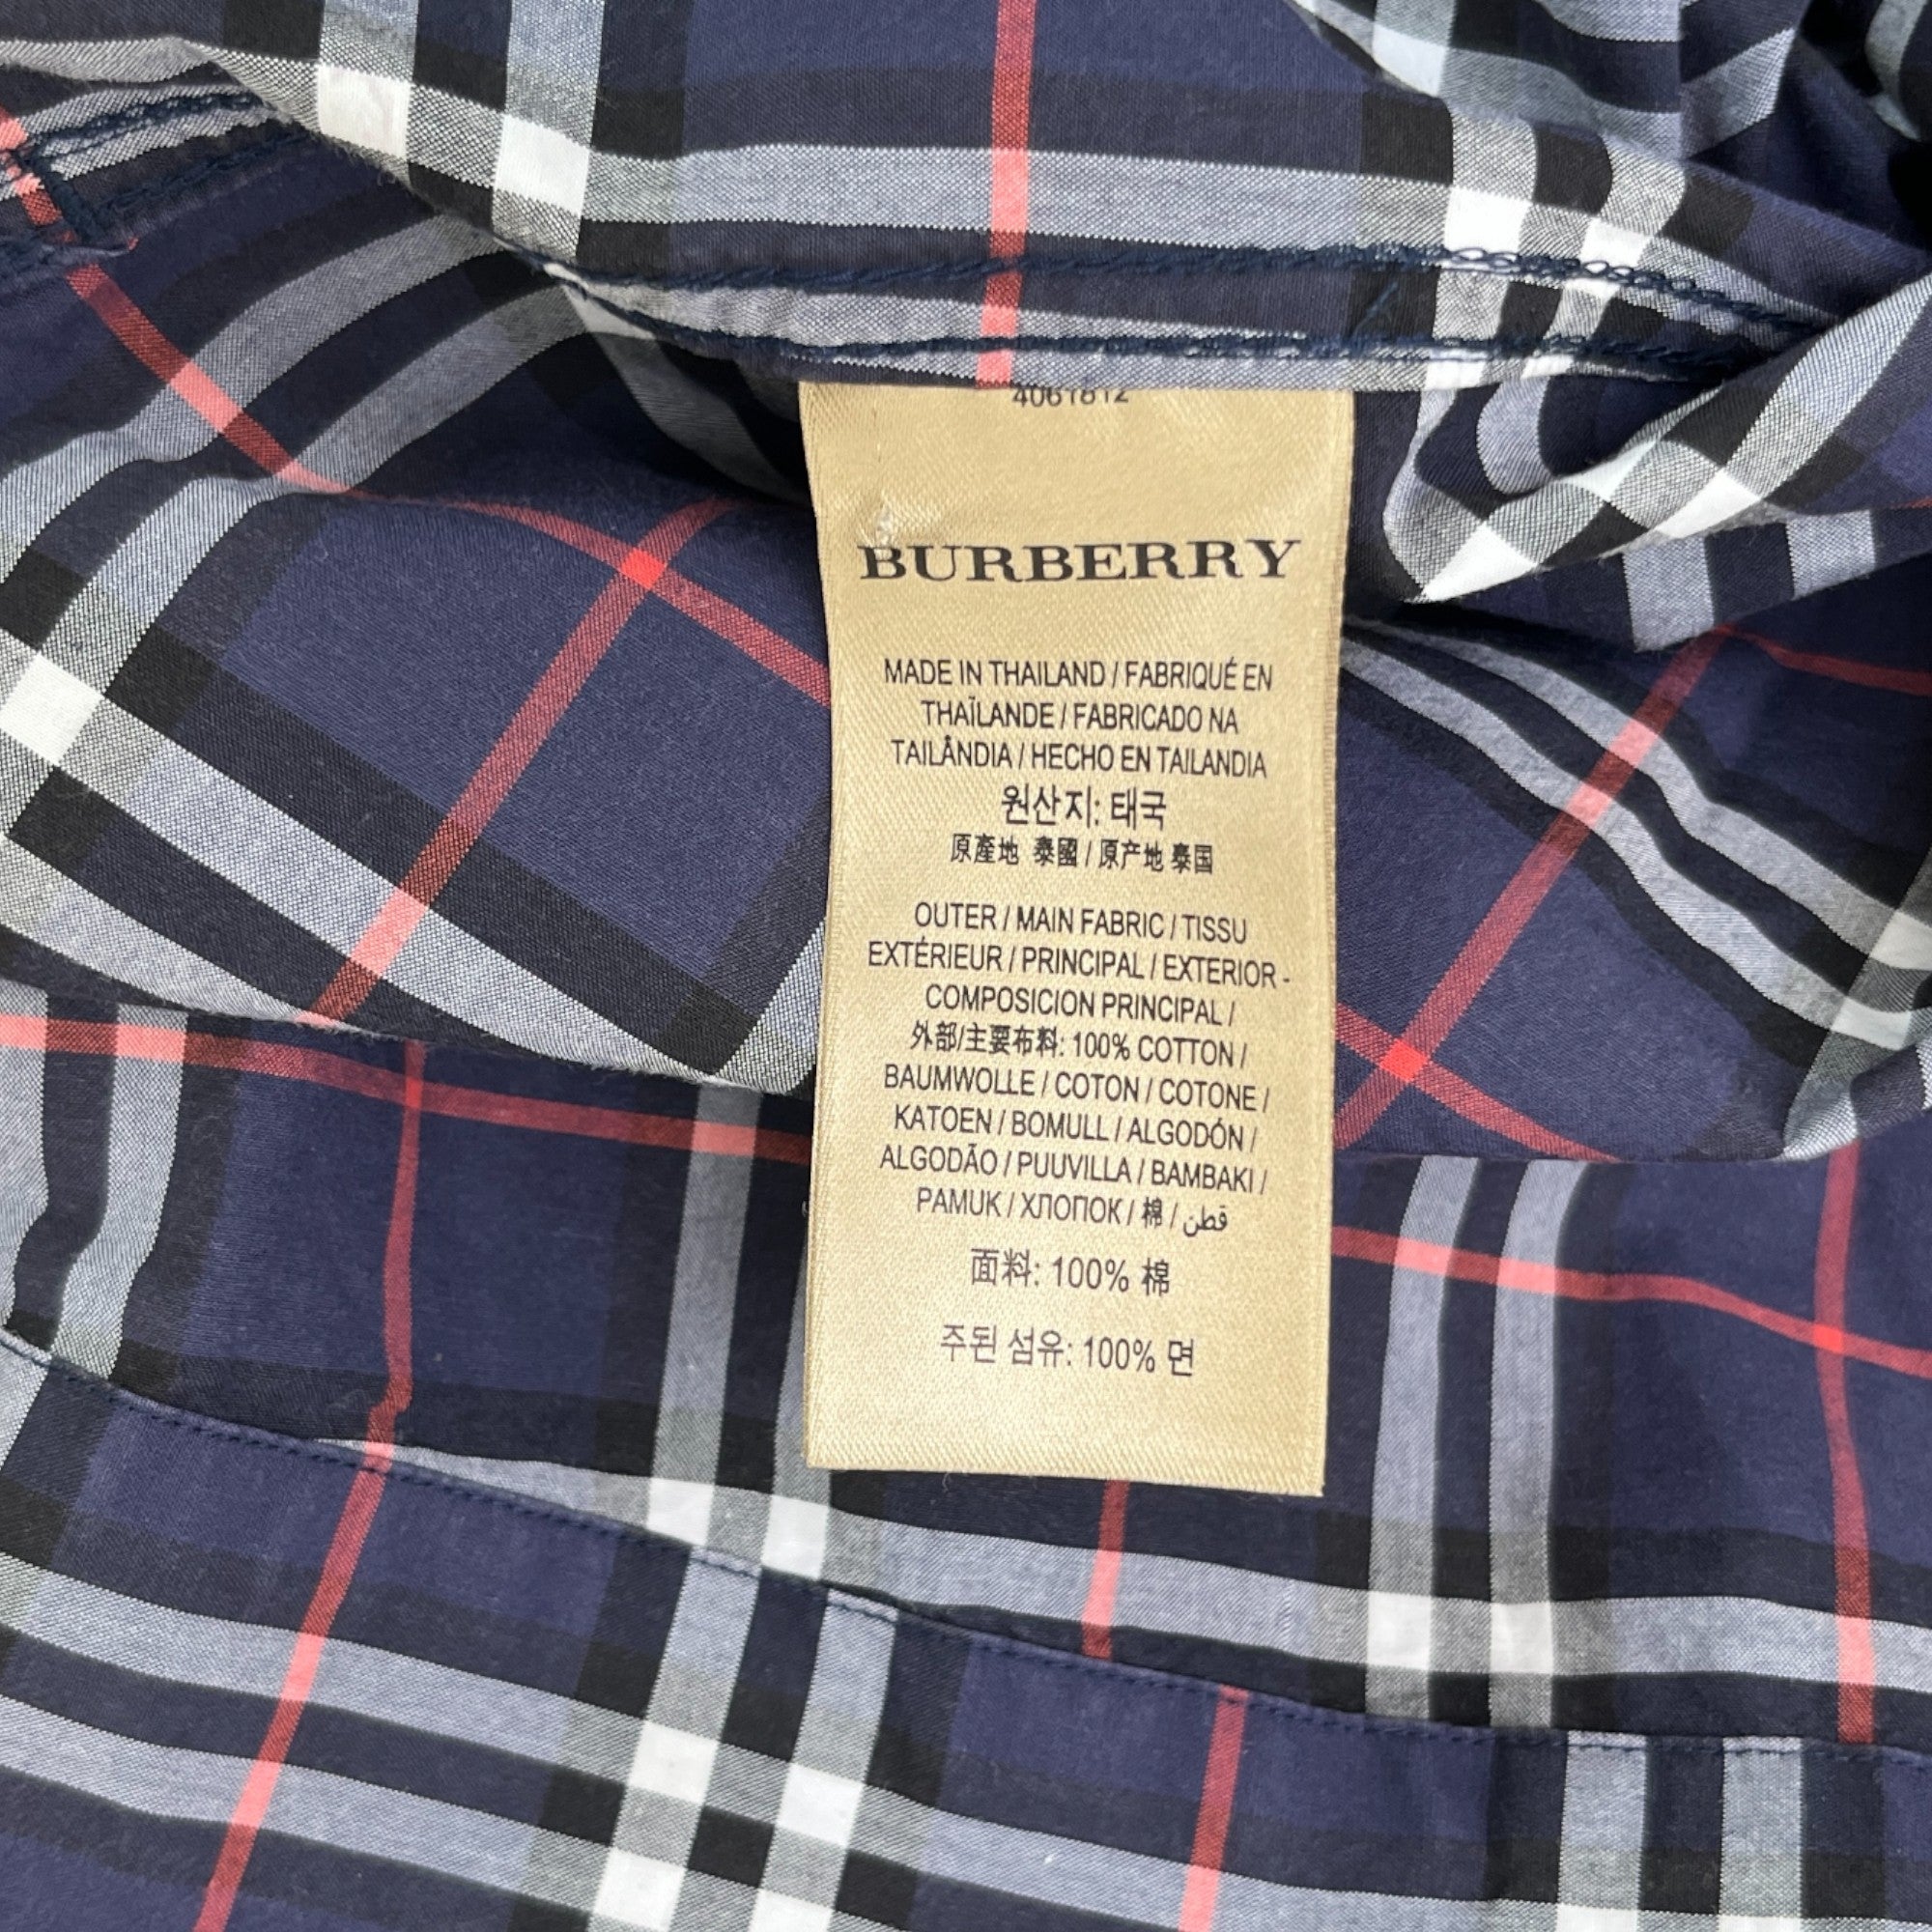 4061612
BURBERRY
MADE IN THAILAND / FABRIQUÉ EN
THAÏLANDE / FABRICADO NA
TAILÂNDIA / HECHO EN TAILANDIA
원산지: 태국
原產地 泰國 / 原产地 泰国
OUTER / MAIN FABRIC / TISSU
EXTÉRIEUR / PRINCIPAL / EXTERIOR -
COMPOSICION PRINCIPAL /
外部/主要布料: 100% COTTON /
BAUMWOLLE / COTON / COTONE /
KATOEN / BOMULL / ALGODÓN /
ALGODÃO / PUUVILLA / BAMBAKI /
PAMUK / ХЛОПОК / 棉 / قطن
面料: 100% 棉
주된 섬유: 100% 면